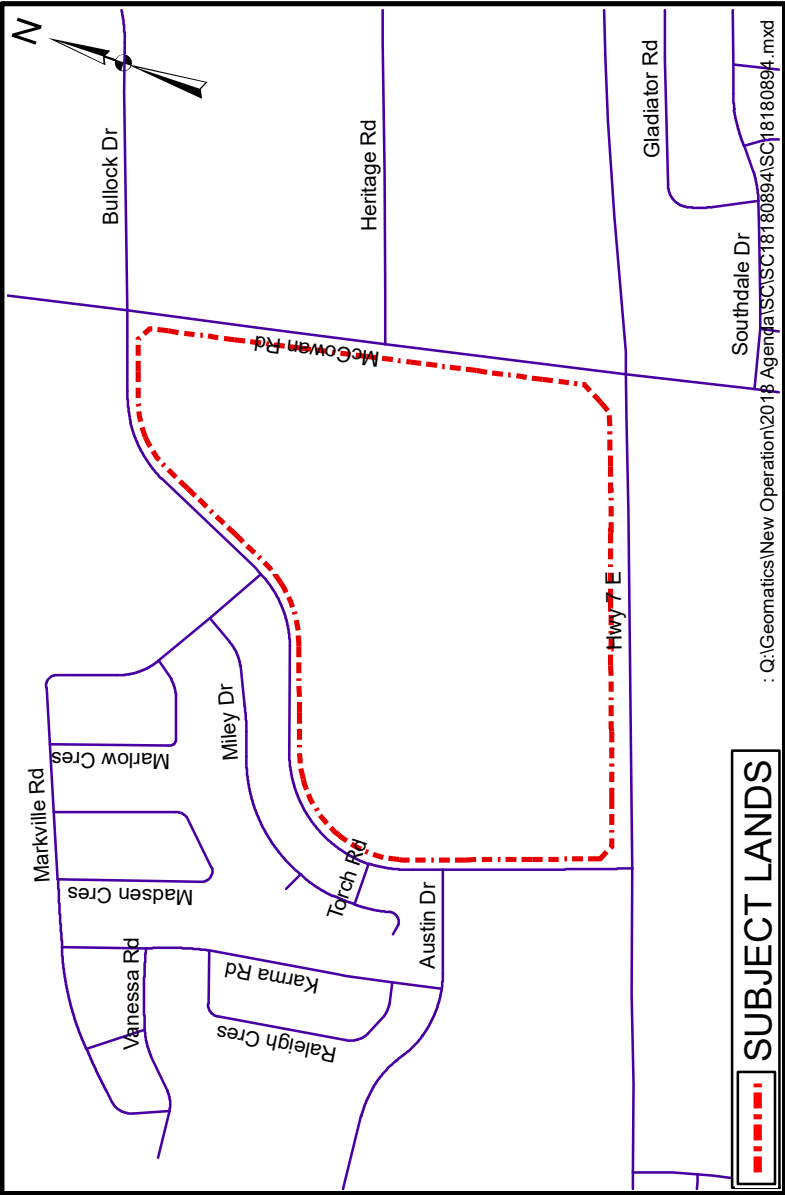 N
Bullock Dr
Heritage Rd
Gladiator Rd
McCowan Rd
Southdale Dr
Hwy 7 E
Miley Dr
Marlow Cres
Markville Rd
Madsen Cres
Torch Rd
Austin Dr
Vanessa Rd
Karma Rd
Raleigh Cres
: Q:\Geomatics\New Operation\2018 Agenda\SC\SC18180894\SC18180894.mxd
SUBJECT LANDS